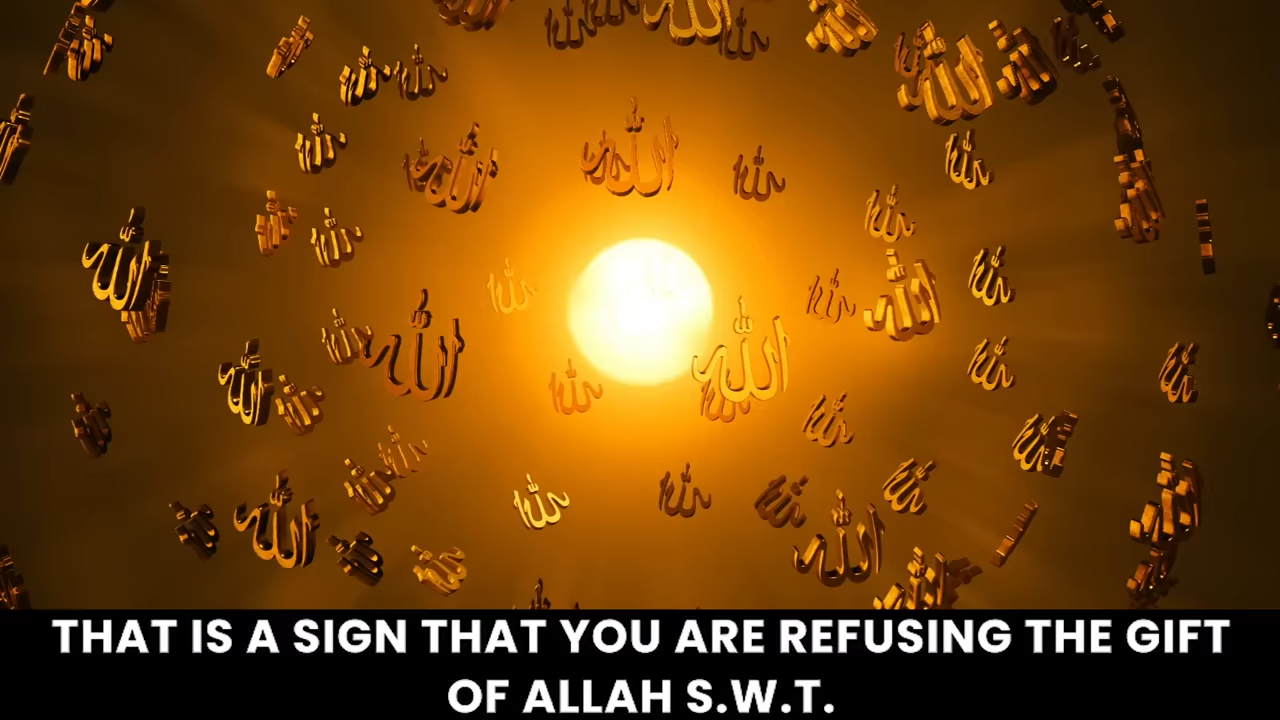 الله
THAT IS A SIGN THAT YOU ARE REFUSING THE GIFT
OF ALLAH S.W.T.